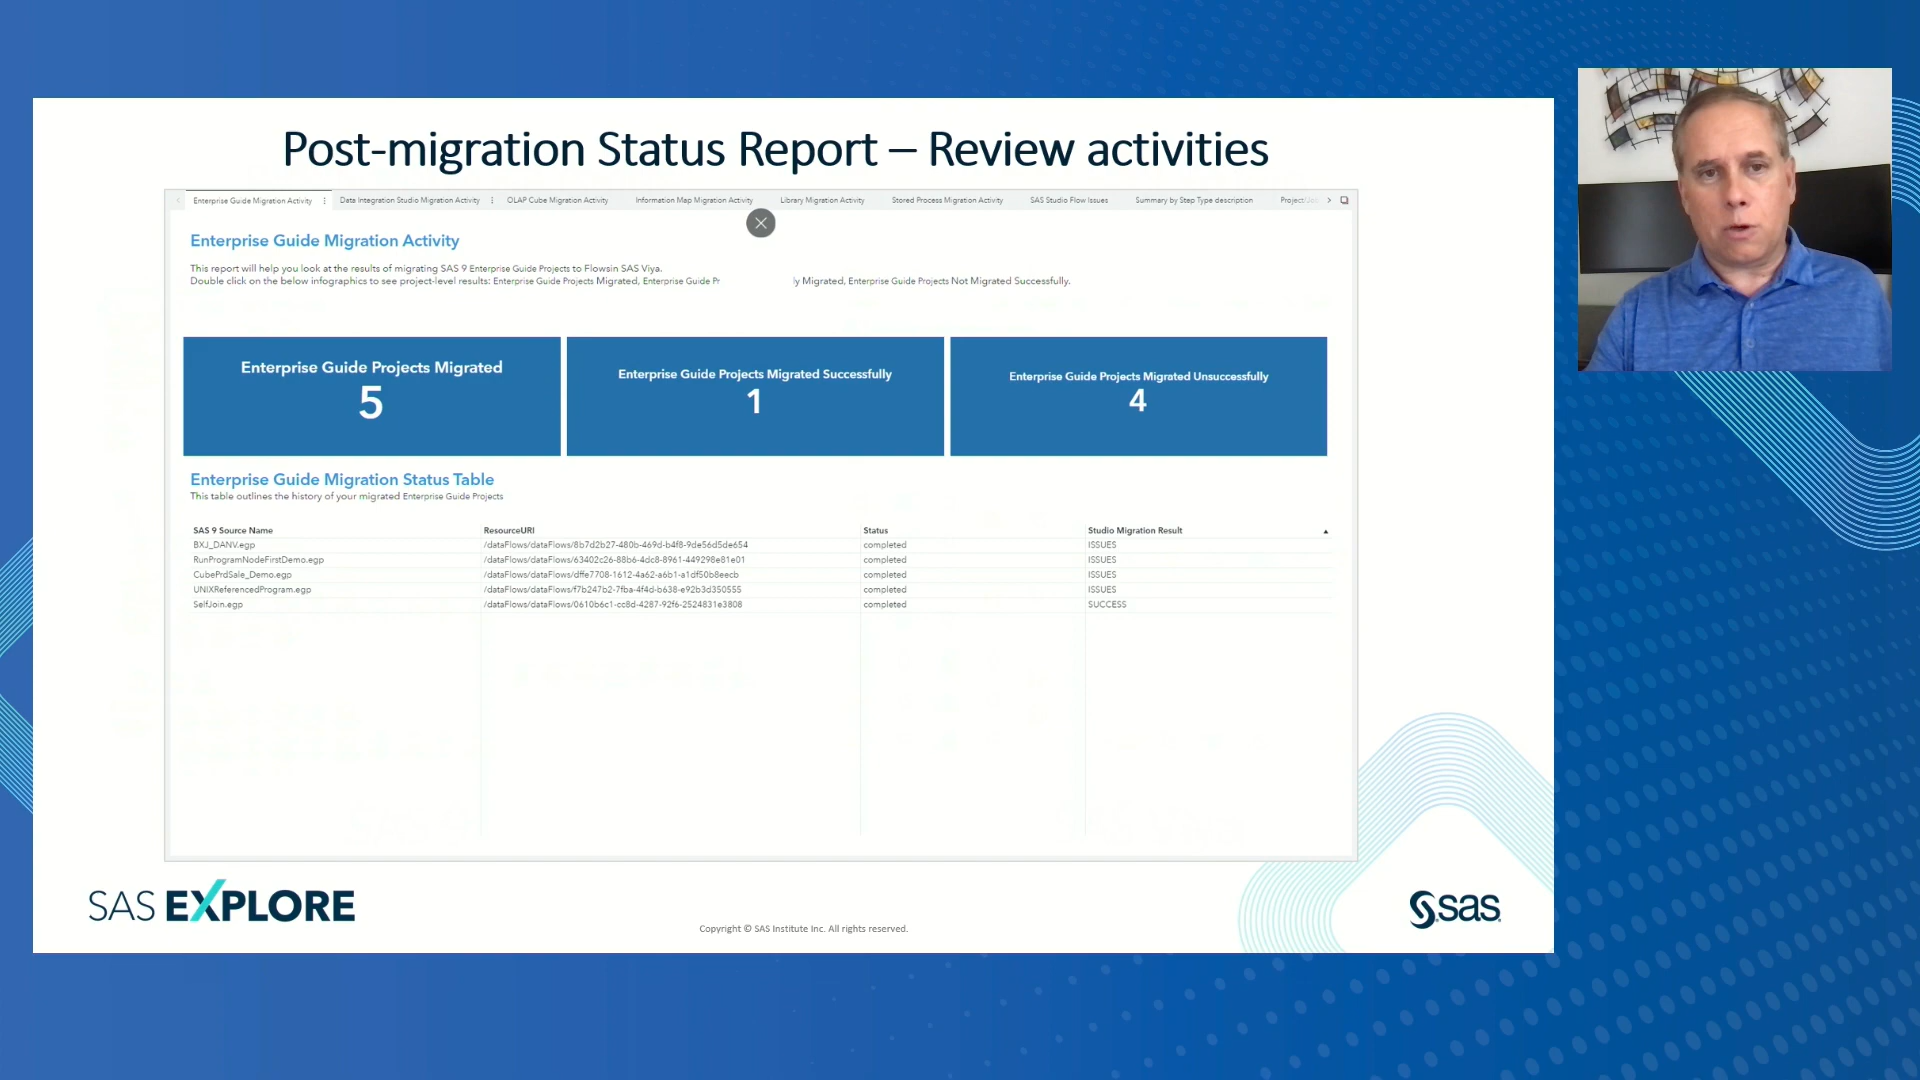 Post-migration Status Report – Review activities
Enterprise Guide Migration Activity Data Integration Studio Migration Activity OLAP Cube Migration Activity Information Map Migration Activity Library Migration Activity Stored Process Migration Activity SAS Studio Flow Issues Summary by Step Type description
Enterprise Guide Migration Activity
This report will help you look at the results of migrating SAS 9 Enterprise Guide Projects to Flowsin SAS Viya.
Double click on the below infographics to see project-level results: Enterprise Guide Projects Migrated, Enterprise Guide Pr ly Migrated, Enterprise Guide Projects Not Migrated Successfully.
Enterprise Guide Projects Migrated
5
Enterprise Guide Projects Migrated Successfully
1
Enterprise Guide Projects Migrated Unsuccessfully
4
Enterprise Guide Migration Status Table
This table outlines the history of your migrated Enterprise Guide Projects
SAS 9 Source Name ResourceURI Status Studio Migration Result
BXJ_DANV.egp /dataFlows/dataFlows/8b7d2b27-480b-469d-b4f8-9de56d5de654 completed ISSUES
RunProgramNodeFirstDemo.egp /dataFlows/dataFlows/63402c26-88b6-4dc8-8961-449298e81e01 completed ISSUES
CubePrdSale_Demo.egp /dataFlows/dataFlows/dffe7708-1612-4a62-a6b1-a1df50b8eecb completed ISSUES
UNIXReferencedProgram.egp /dataFlows/dataFlows/f7b247b2-7fba-4f4d-b638-e92b3d350555 completed ISSUES
SelfJoin.egp /dataFlows/dataFlows/0610b6c1-cc8d-4287-92f6-2524831e3808 completed SUCCESS
SAS EXPLORE
Copyright © SAS Institute Inc. All rights reserved.
sas